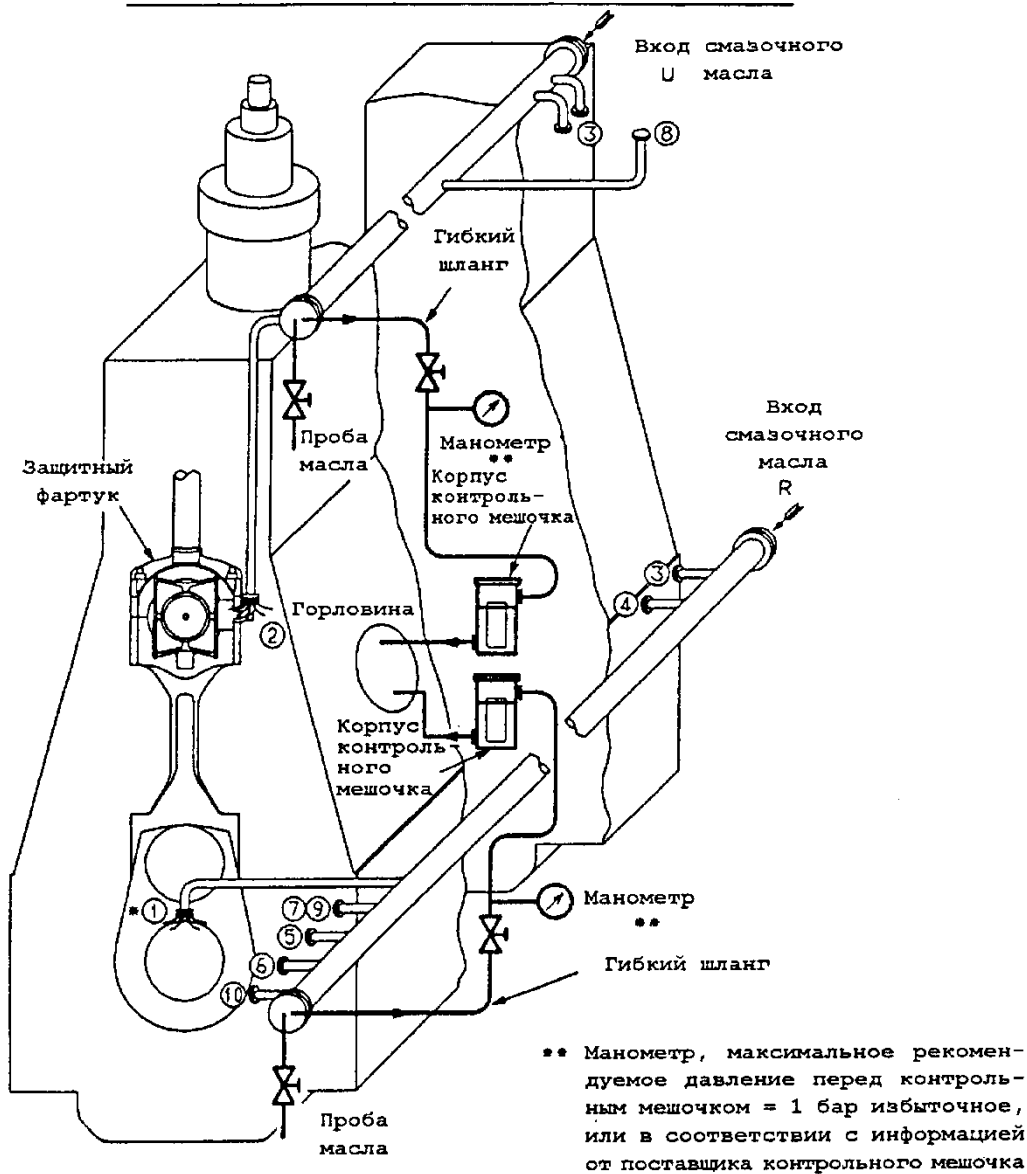 Вход смазочного
U масла
3
8
Гибкий
шланг
Проба
масла
Манометр
**
Корпус
контроль-
ного мешочка
Вход
смазочного
масла
R
Защитный
фартук
3
4
Горловина
2
Корпус
контроль-
ного
мешочка
* 1
7 9
5
6
10
Манометр
**
Гибкий шланг
Проба
масла
** Манометр, максимальное рекомен-
дуемое давление перед контроль-
ным мешочком = 1 бар избыточное,
или в соответствии с информацией
от поставщика контрольного мешочка